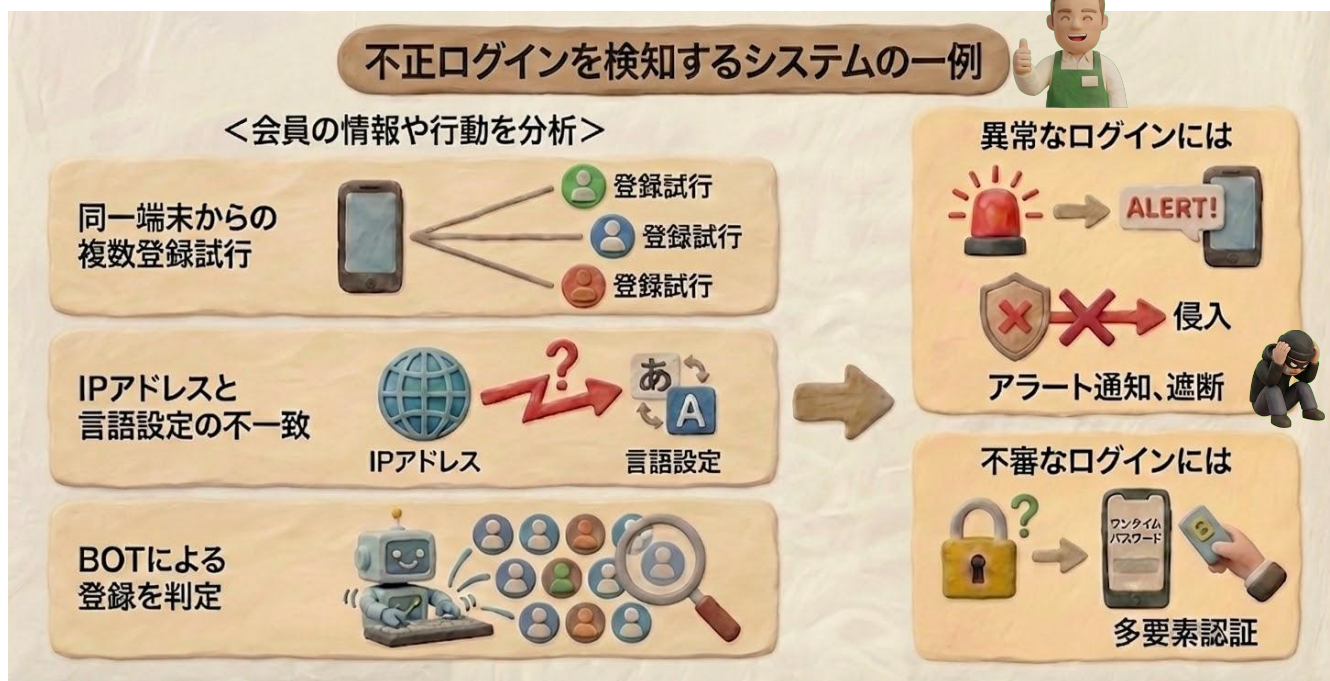 不正ログインを検知するシステムの一例
＜会員の情報や行動を分析＞
同一端末からの
複数登録試行
登録試行
登録試行
登録試行
IPアドレスと
言語設定の不一致
?
あ
A
IPアドレス
言語設定
BOTによる
登録を判定
異常なログインには
ALERT!
侵入
アラート通知、遮断
不審なログインには
?
ワンタイム
パスワード
多要素認証